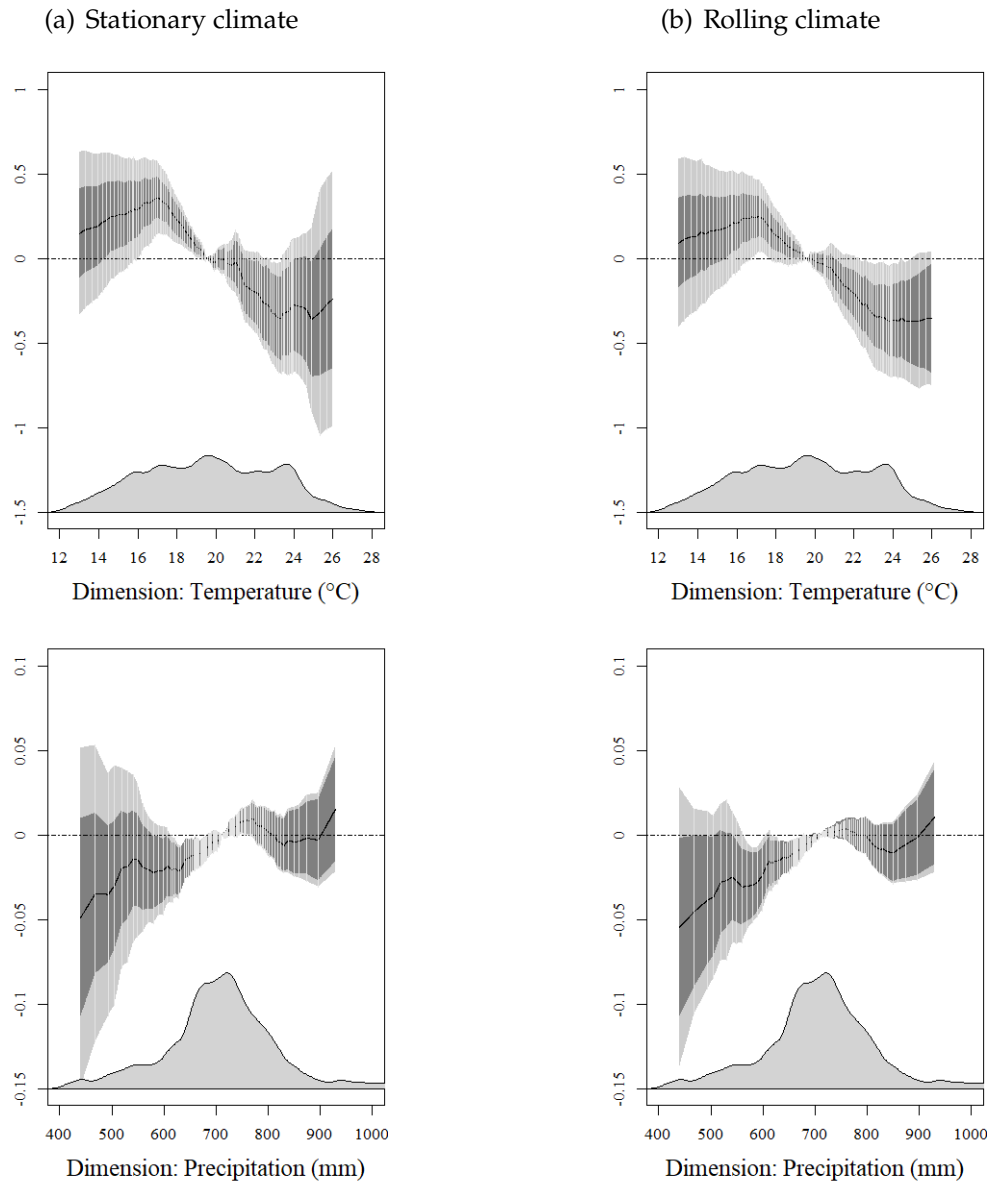 (a) Stationary climate
(b) Rolling climate
1
0.5
0
-0.5
-1
-1.5
12 14 16 18 20 22 24 26 28
Dimension: Temperature (°C)
1
0.5
0
-0.5
-1
-1.5
12 14 16 18 20 22 24 26 28
Dimension: Temperature (°C)
0.1
0.05
0
-0.05
-0.1
-0.15
400 500 600 700 800 900 1000
Dimension: Precipitation (mm)
0.1
0.05
0
-0.05
-0.1
-0.15
400 500 600 700 800 900 1000
Dimension: Precipitation (mm)